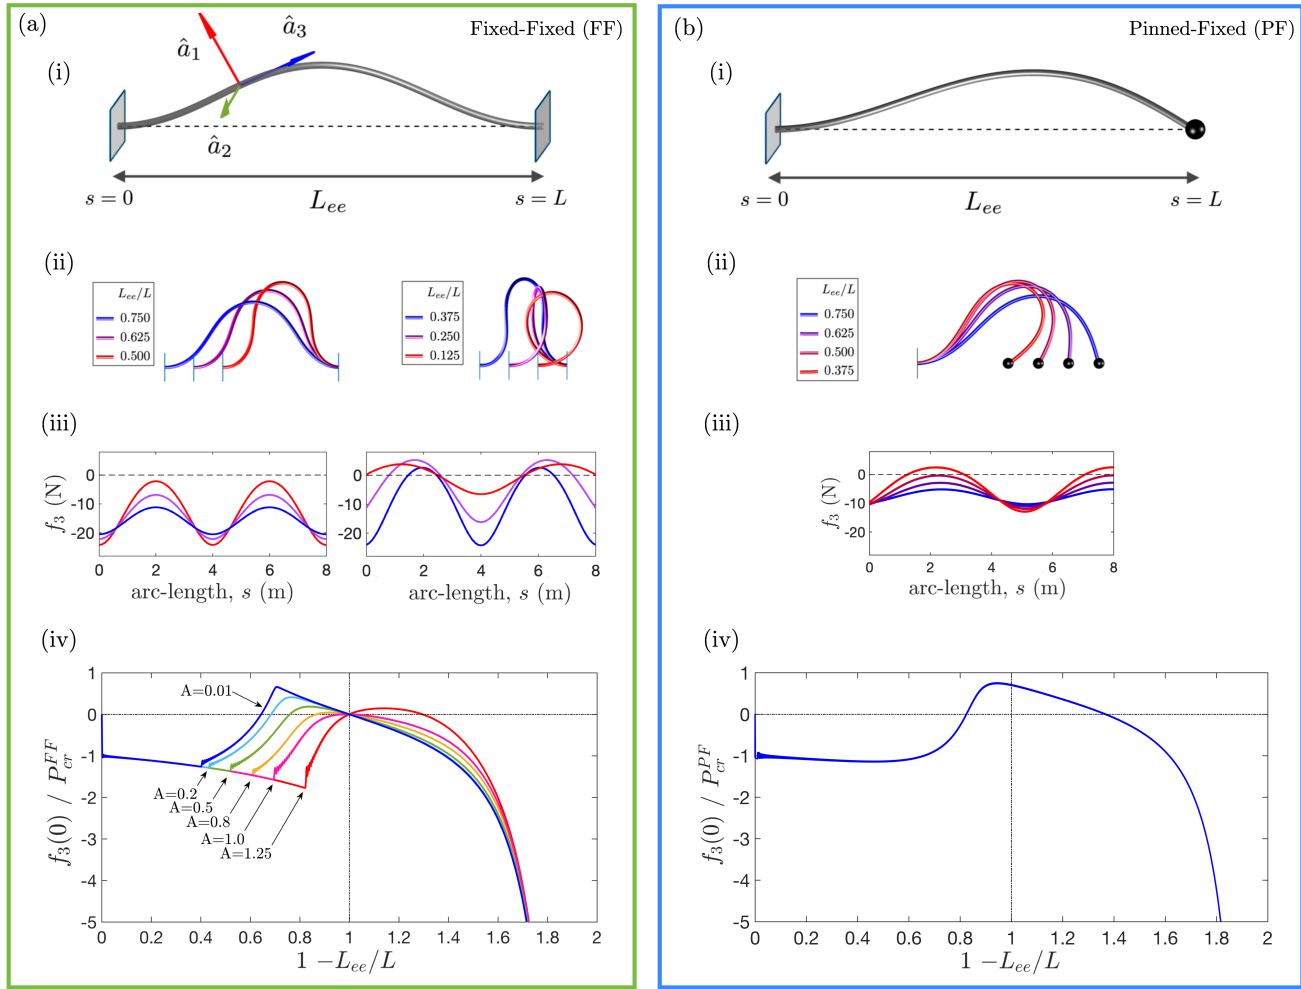 (a)
Fixed-Fixed (FF)
(i)
â₁
â₃
â₂
s = 0
L_ee
s = L
(ii)
L_ee/L
0.750
0.625
0.500
L_ee/L
0.375
0.250
0.125
(iii)
f₃ (N)
0
-10
-20
0 2 4 6 8
arc-length, s (m)
0
-10
-20
0 2 4 6 8
arc-length, s (m)
(iv)
f₃(0) / P_cr^FF
1
0
-1
-2
-3
-4
-5
A=0.01
A=0.2
A=0.5
A=0.8
A=1.0
A=1.25
0 0.2 0.4 0.6 0.8 1 1.2 1.4 1.6 1.8 2
1 −L_ee/L
(b)
Pinned-Fixed (PF)
(i)
s = 0
L_ee
s = L
(ii)
L_ee/L
0.750
0.625
0.500
0.375
(iii)
f₃ (N)
0
-10
-20
0 2 4 6 8
arc-length, s (m)
(iv)
f₃(0) / P_cr^PF
1
0
-1
-2
-3
-4
-5
0 0.2 0.4 0.6 0.8 1 1.2 1.4 1.6 1.8 2
1 −L_ee/L